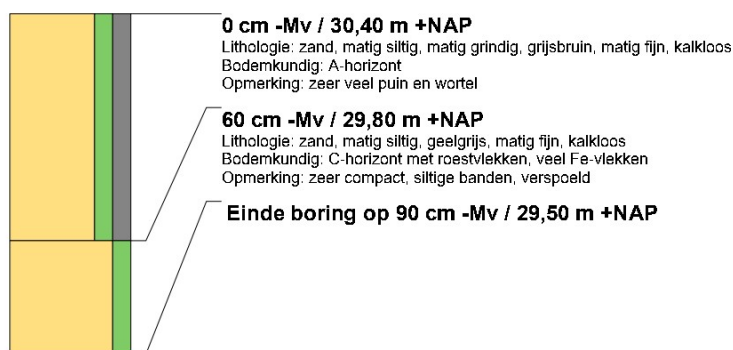 0 cm -Mv / 30,40 m +NAP
Lithologie: zand, matig siltig, matig grindig, grijsbruin, matig fijn, kalkloos
Bodemkundig: A-horizont
Opmerking: zeer veel puin en wortel
60 cm -Mv / 29,80 m +NAP
Lithologie: zand, matig siltig, geelgrijs, matig fijn, kalkloos
Bodemkundig: C-horizont met roestvlekken, veel Fe-vlekken
Opmerking: zeer compact, siltige banden, verspoeld
Einde boring op 90 cm -Mv / 29,50 m +NAP